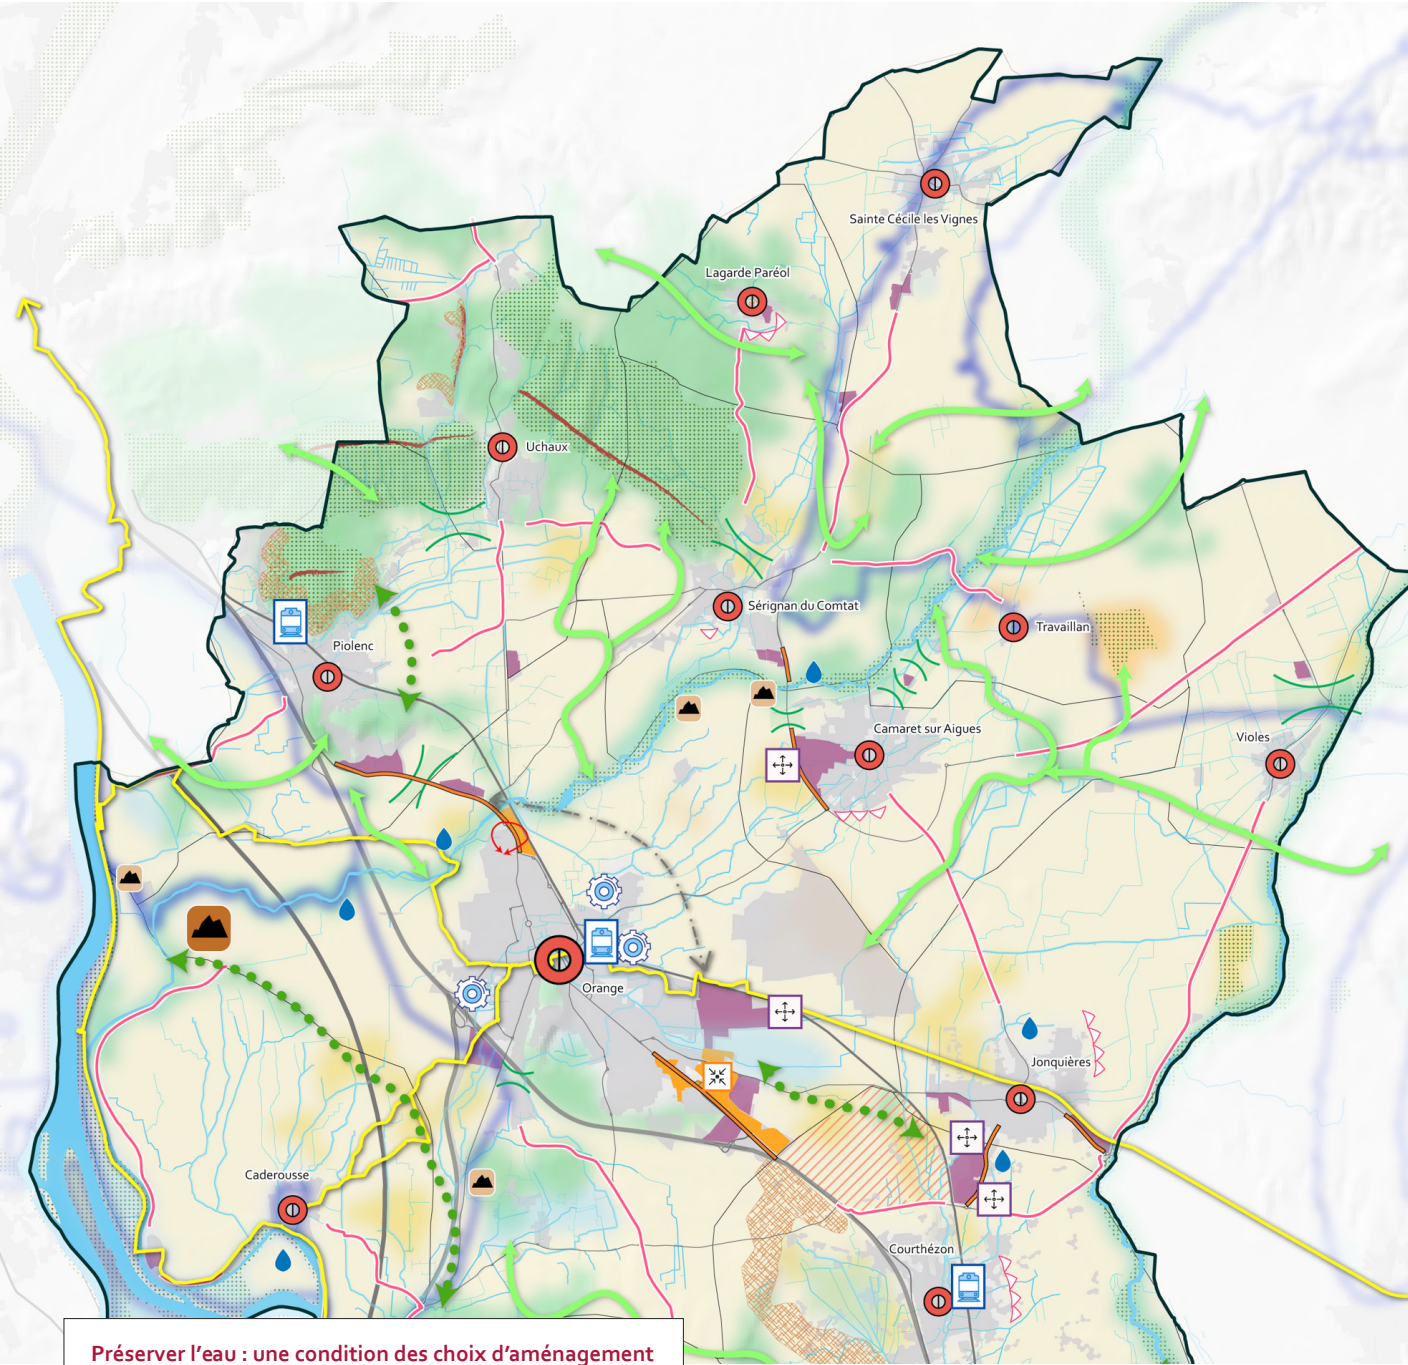 Sainte Cécile les Vignes
Lagarde Paréol
Uchaux
Sérignan du Comtat
Travaillan
Piolenc
Camaret sur Aigues
Violes
Orange
Jonquières
Caderousse
Courthézon
Préserver l'eau : une condition des choix d'aménagement